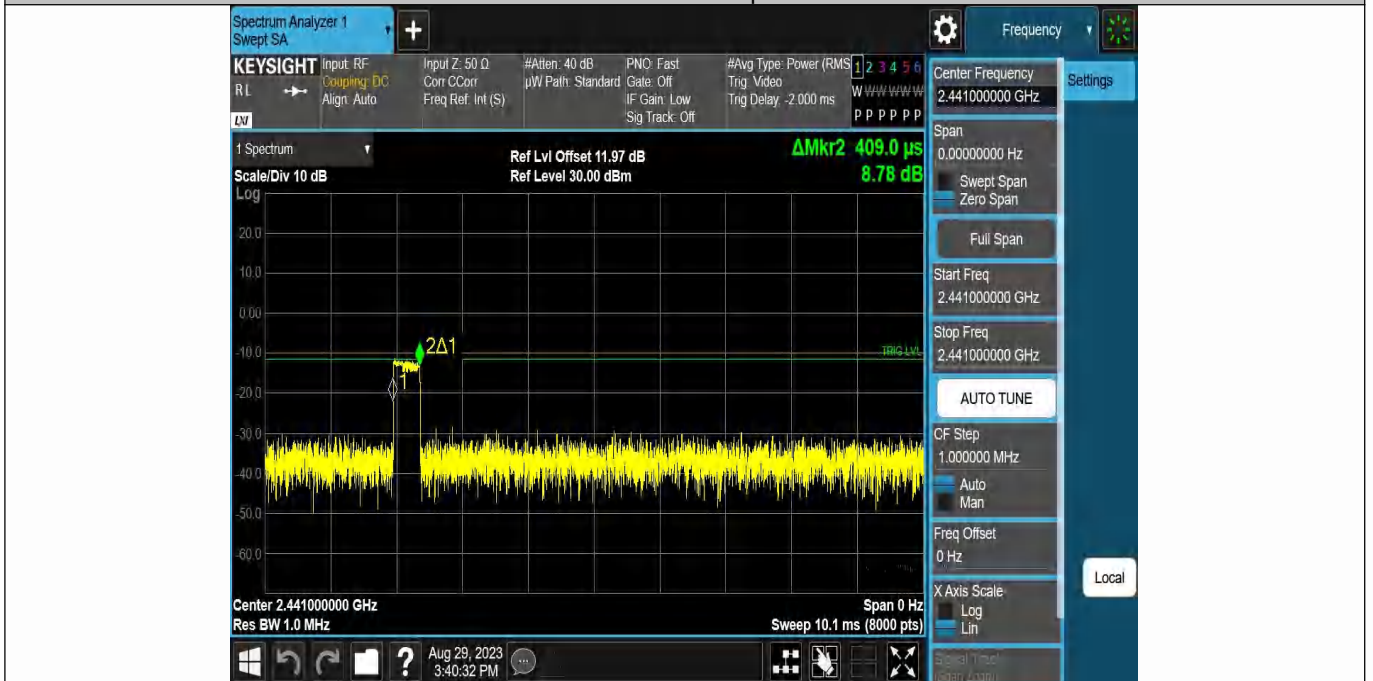 Spectrum Analyzer 1
Swept SA
+
Frequency
KEYSIGHT
RL
LXI
Input: RF
Coupling: DC
Align: Auto
Input Z: 50 Ω
Corr CCorr
Freq Ref: Int (S)
#Atten: 40 dB
µW Path: Standard
PNO: Fast
Gate: Off
IF Gain: Low
Sig Track: Off
#Avg Type: Power (RMS
Trig: Video
Trig Delay: -2.000 ms
1 2 3 4 5 6
W W W W W W
P P P P P P
1 Spectrum
Scale/Div 10 dB
Log
Ref Lvl Offset 11.97 dB
Ref Level 30.00 dBm
ΔMkr2 409.0 µs
8.78 dB
20.0
10.0
0.00
-10.0
-20.0
-30.0
-40.0
-50.0
-60.0
2Δ1
1
TRIG LVL
Center 2.441000000 GHz
Res BW 1.0 MHz
Span 0 Hz
Sweep 10.1 ms (8000 pts)
?
Aug 29, 2023
3:40:32 PM
Center Frequency
2.441000000 GHz
Settings
Span
0.00000000 Hz
Swept Span
Zero Span
Full Span
Start Freq
2.441000000 GHz
Stop Freq
2.441000000 GHz
AUTO TUNE
CF Step
1.000000 MHz
Auto
Man
Freq Offset
0 Hz
X Axis Scale
Log
Lin
Local